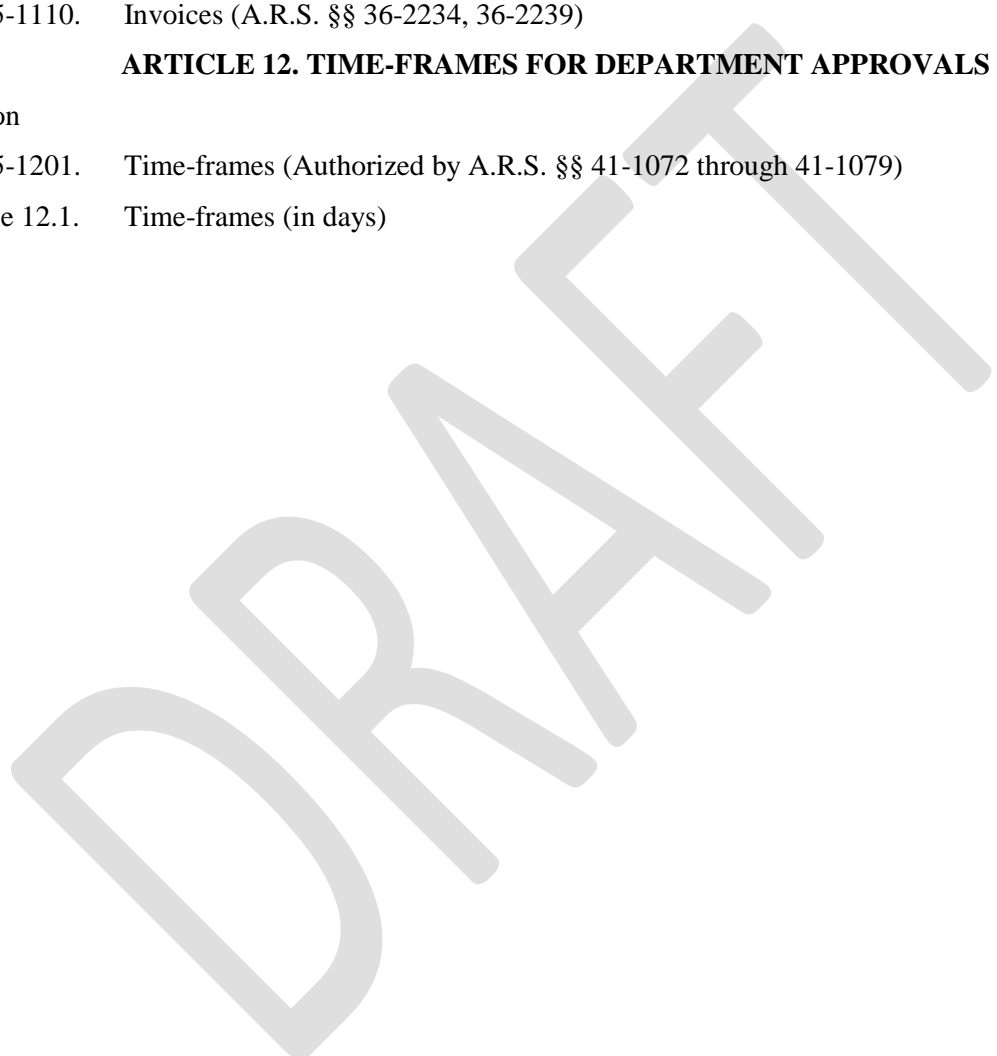 5-1110. Invoices (A.R.S. §§ 36-2234, 36-2239)
ARTICLE 12. TIME-FRAMES FOR DEPARTMENT APPROVALS
on
5-1201. Time-frames (Authorized by A.R.S. §§ 41-1072 through 41-1079)
e 12.1. Time-frames (in days)
DRAFT